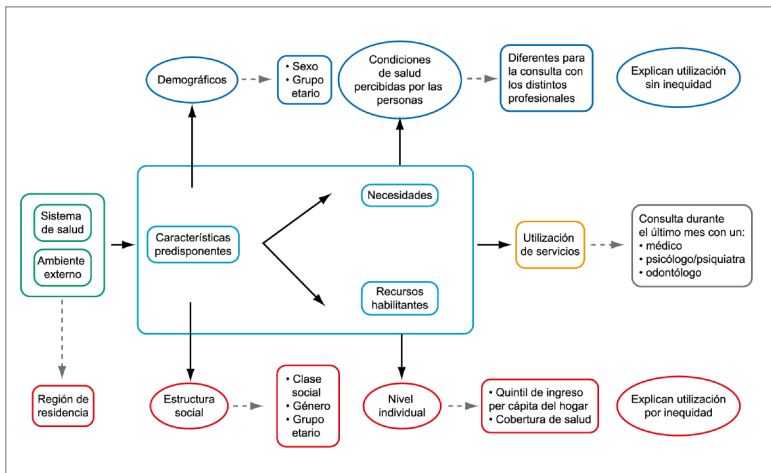 Demográficos
• Sexo
• Grupo
etario
Condiciones
de salud
percibidas por las
personas
Diferentes para
la consulta con
los distintos
profesionales
Explican utilización
sin inequidad
Sistema
de salud
Ambiente
externo
Características
predisponentes
Necesidades
Recursos
habilitantes
Utilización
de servicios
Consulta durante
el último mes con un:
• médico
• psicólogo/psiquiatra
• odontólogo
Región de
residencia
Estructura
social
• Clase
social
• Género
• Grupo
etario
Nivel
individual
• Quintil de ingreso
per cápita del hogar
• Cobertura de salud
Explican utilización
por inequidad